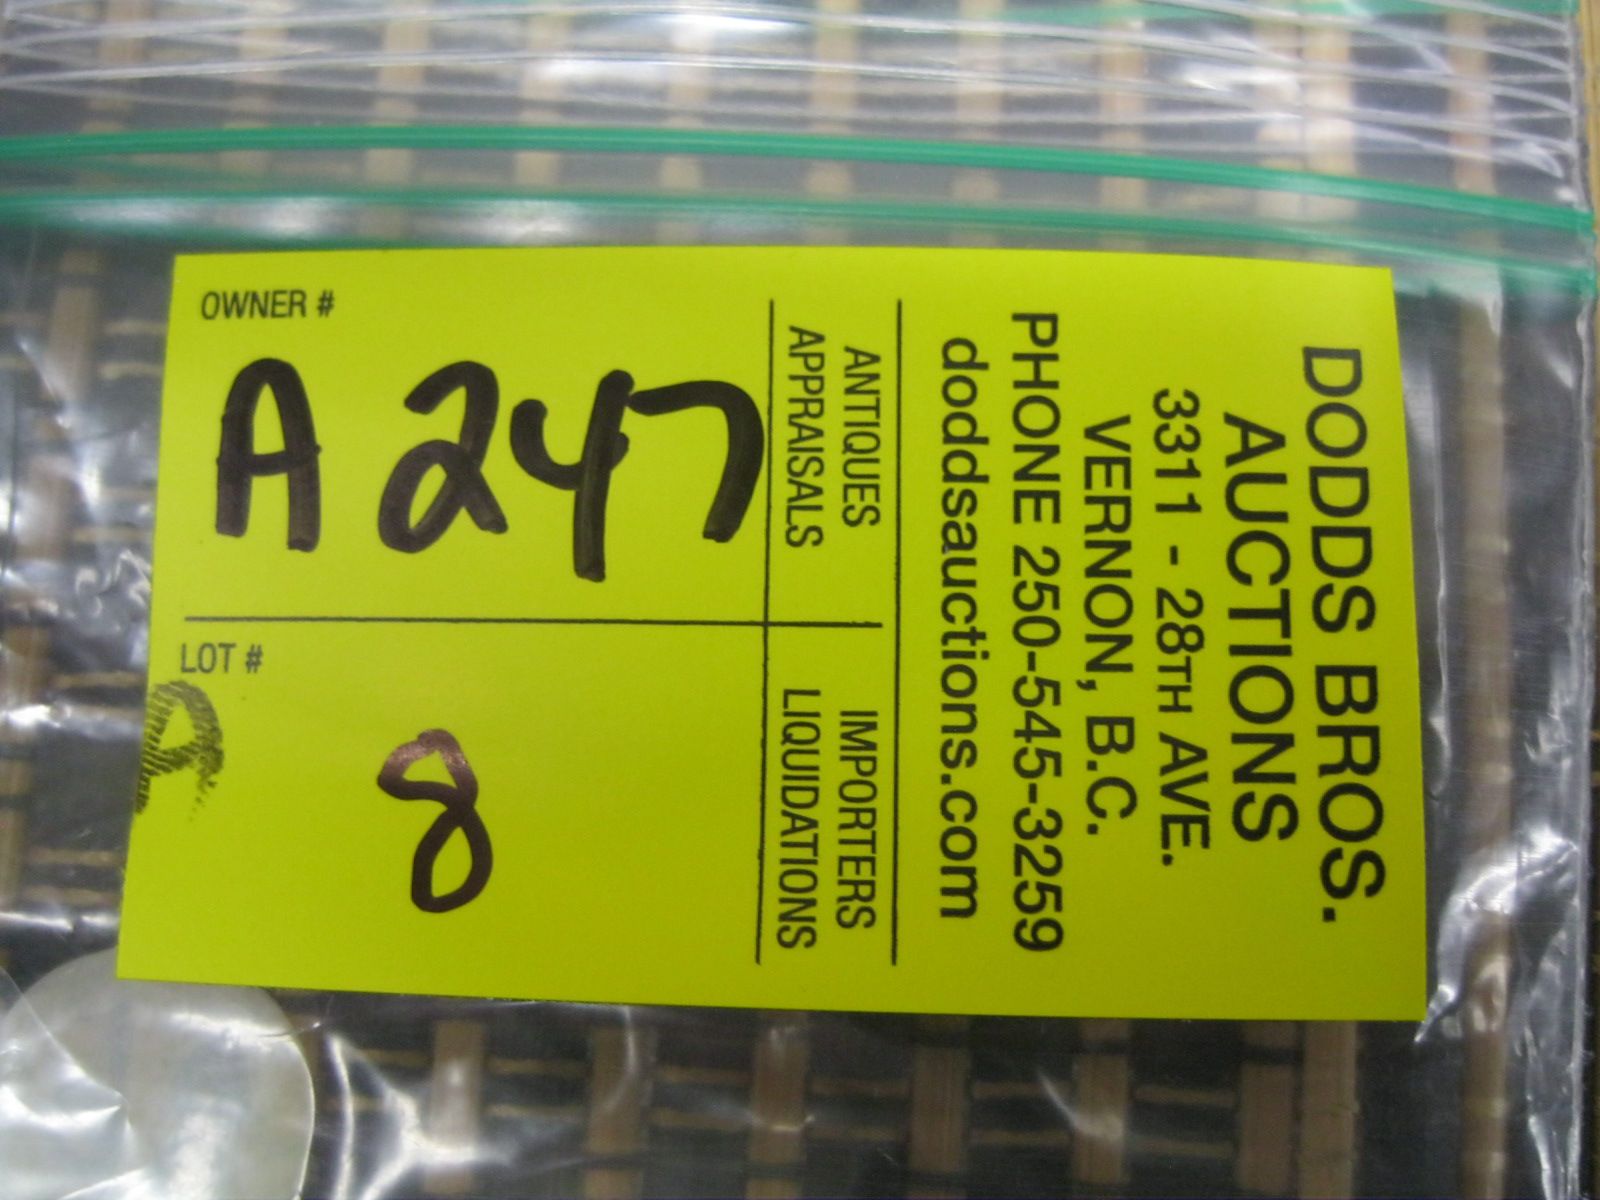 DODDS BROS.
AUCTIONS
3311 - 28TH AVE.
VERNON, B.C.
PHONE 250-545-3259
doddsauctions.com
ANTIQUES
APPRAISALS
IMPORTERS
LIQUIDATIONS
OWNER #
A247
LOT #
8